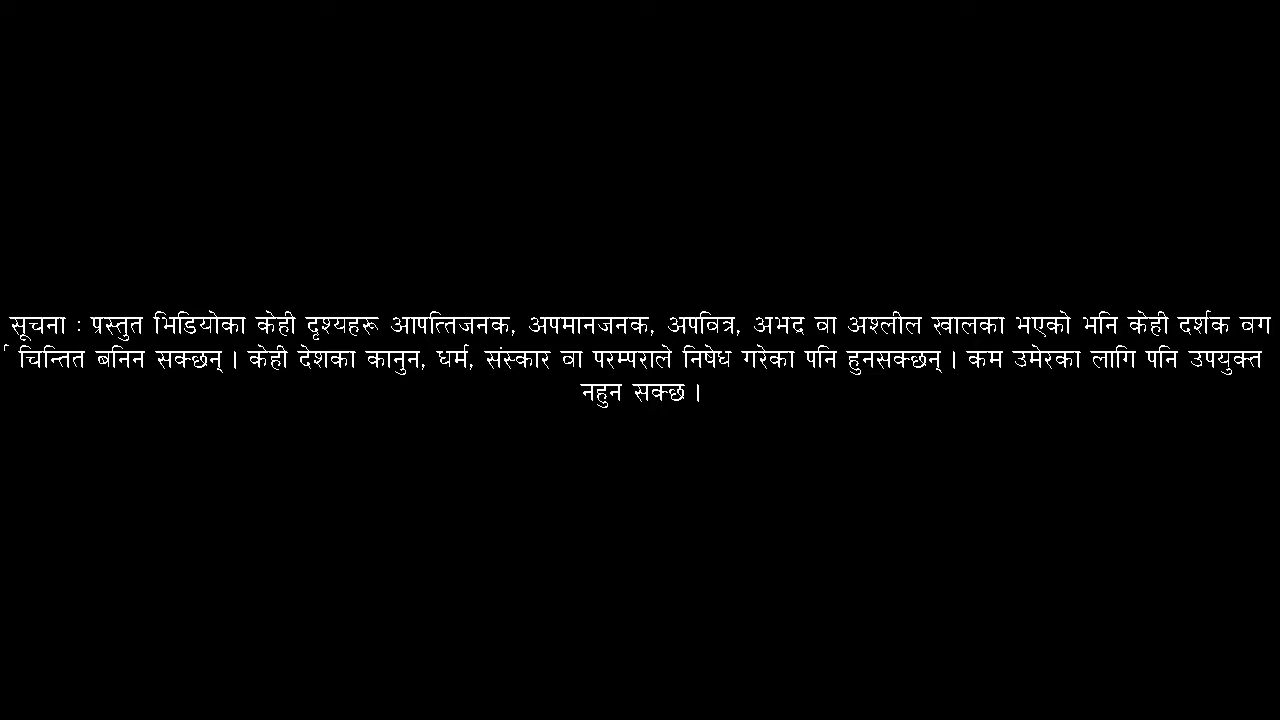 सूचना : प्रस्तुत भिडियोका केही दृश्यहरू आपत्तिजनक, अपमानजनक, अपवित्र, अभद वा अश्लील खालका भएको भनि केही दर्शक वग
र् चिन्तित बनिन सक्छन् । केही देशका कानुन, धर्म, संस्कार वा परम्पराले निषेध गरेका पनि हुनसक्छन् । कम उमेरका लागि पनि उपयुक्त
नहुन सक्छ ।